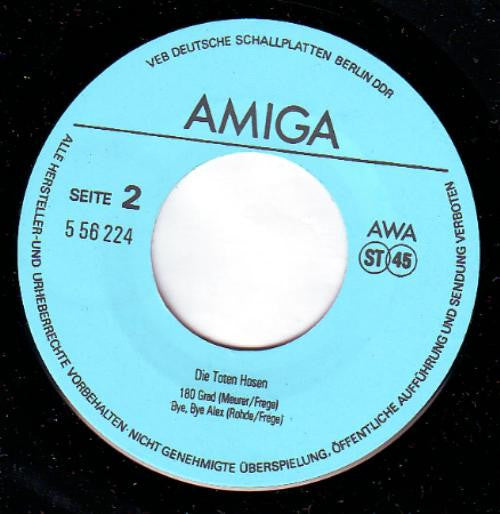 VEB DEUTSCHE SCHALLPLATTEN BERLIN DDR
AMIGA
SEITE 2
5 56 224
AWA
ST 45
Die Toten Hosen
180 Grad (Meurer/Frege)
Bye, Bye Alex (Rohde/Frege)
ALLE HERSTELLER-UND URHEBERRECHTE VORBEHALTEN · NICHT GENEHMIGTE ÜBERSPIELUNG, ÖFFENTLICHE AUFFÜHRUNG UND SENDUNG VERBOTEN